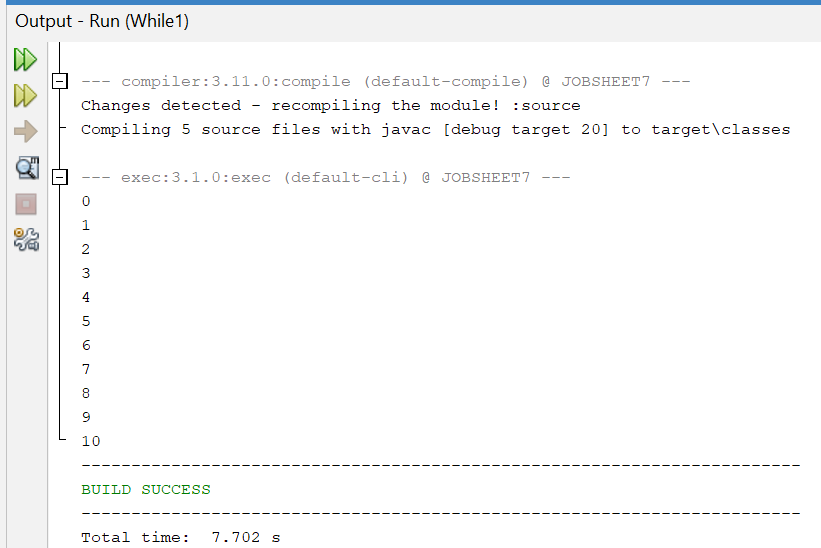 Output - Run (While1)
--- compiler:3.11.0:compile (default-compile) @ JOBSHEET7 ---
Changes detected - recompiling the module! :source
Compiling 5 source files with javac [debug target 20] to target\classes
--- exec:3.1.0:exec (default-cli) @ JOBSHEET7 ---
0
1
2
3
4
5
6
7
8
9
10
------------------------------------------------------------------------
BUILD SUCCESS
------------------------------------------------------------------------
Total time:  7.702 s